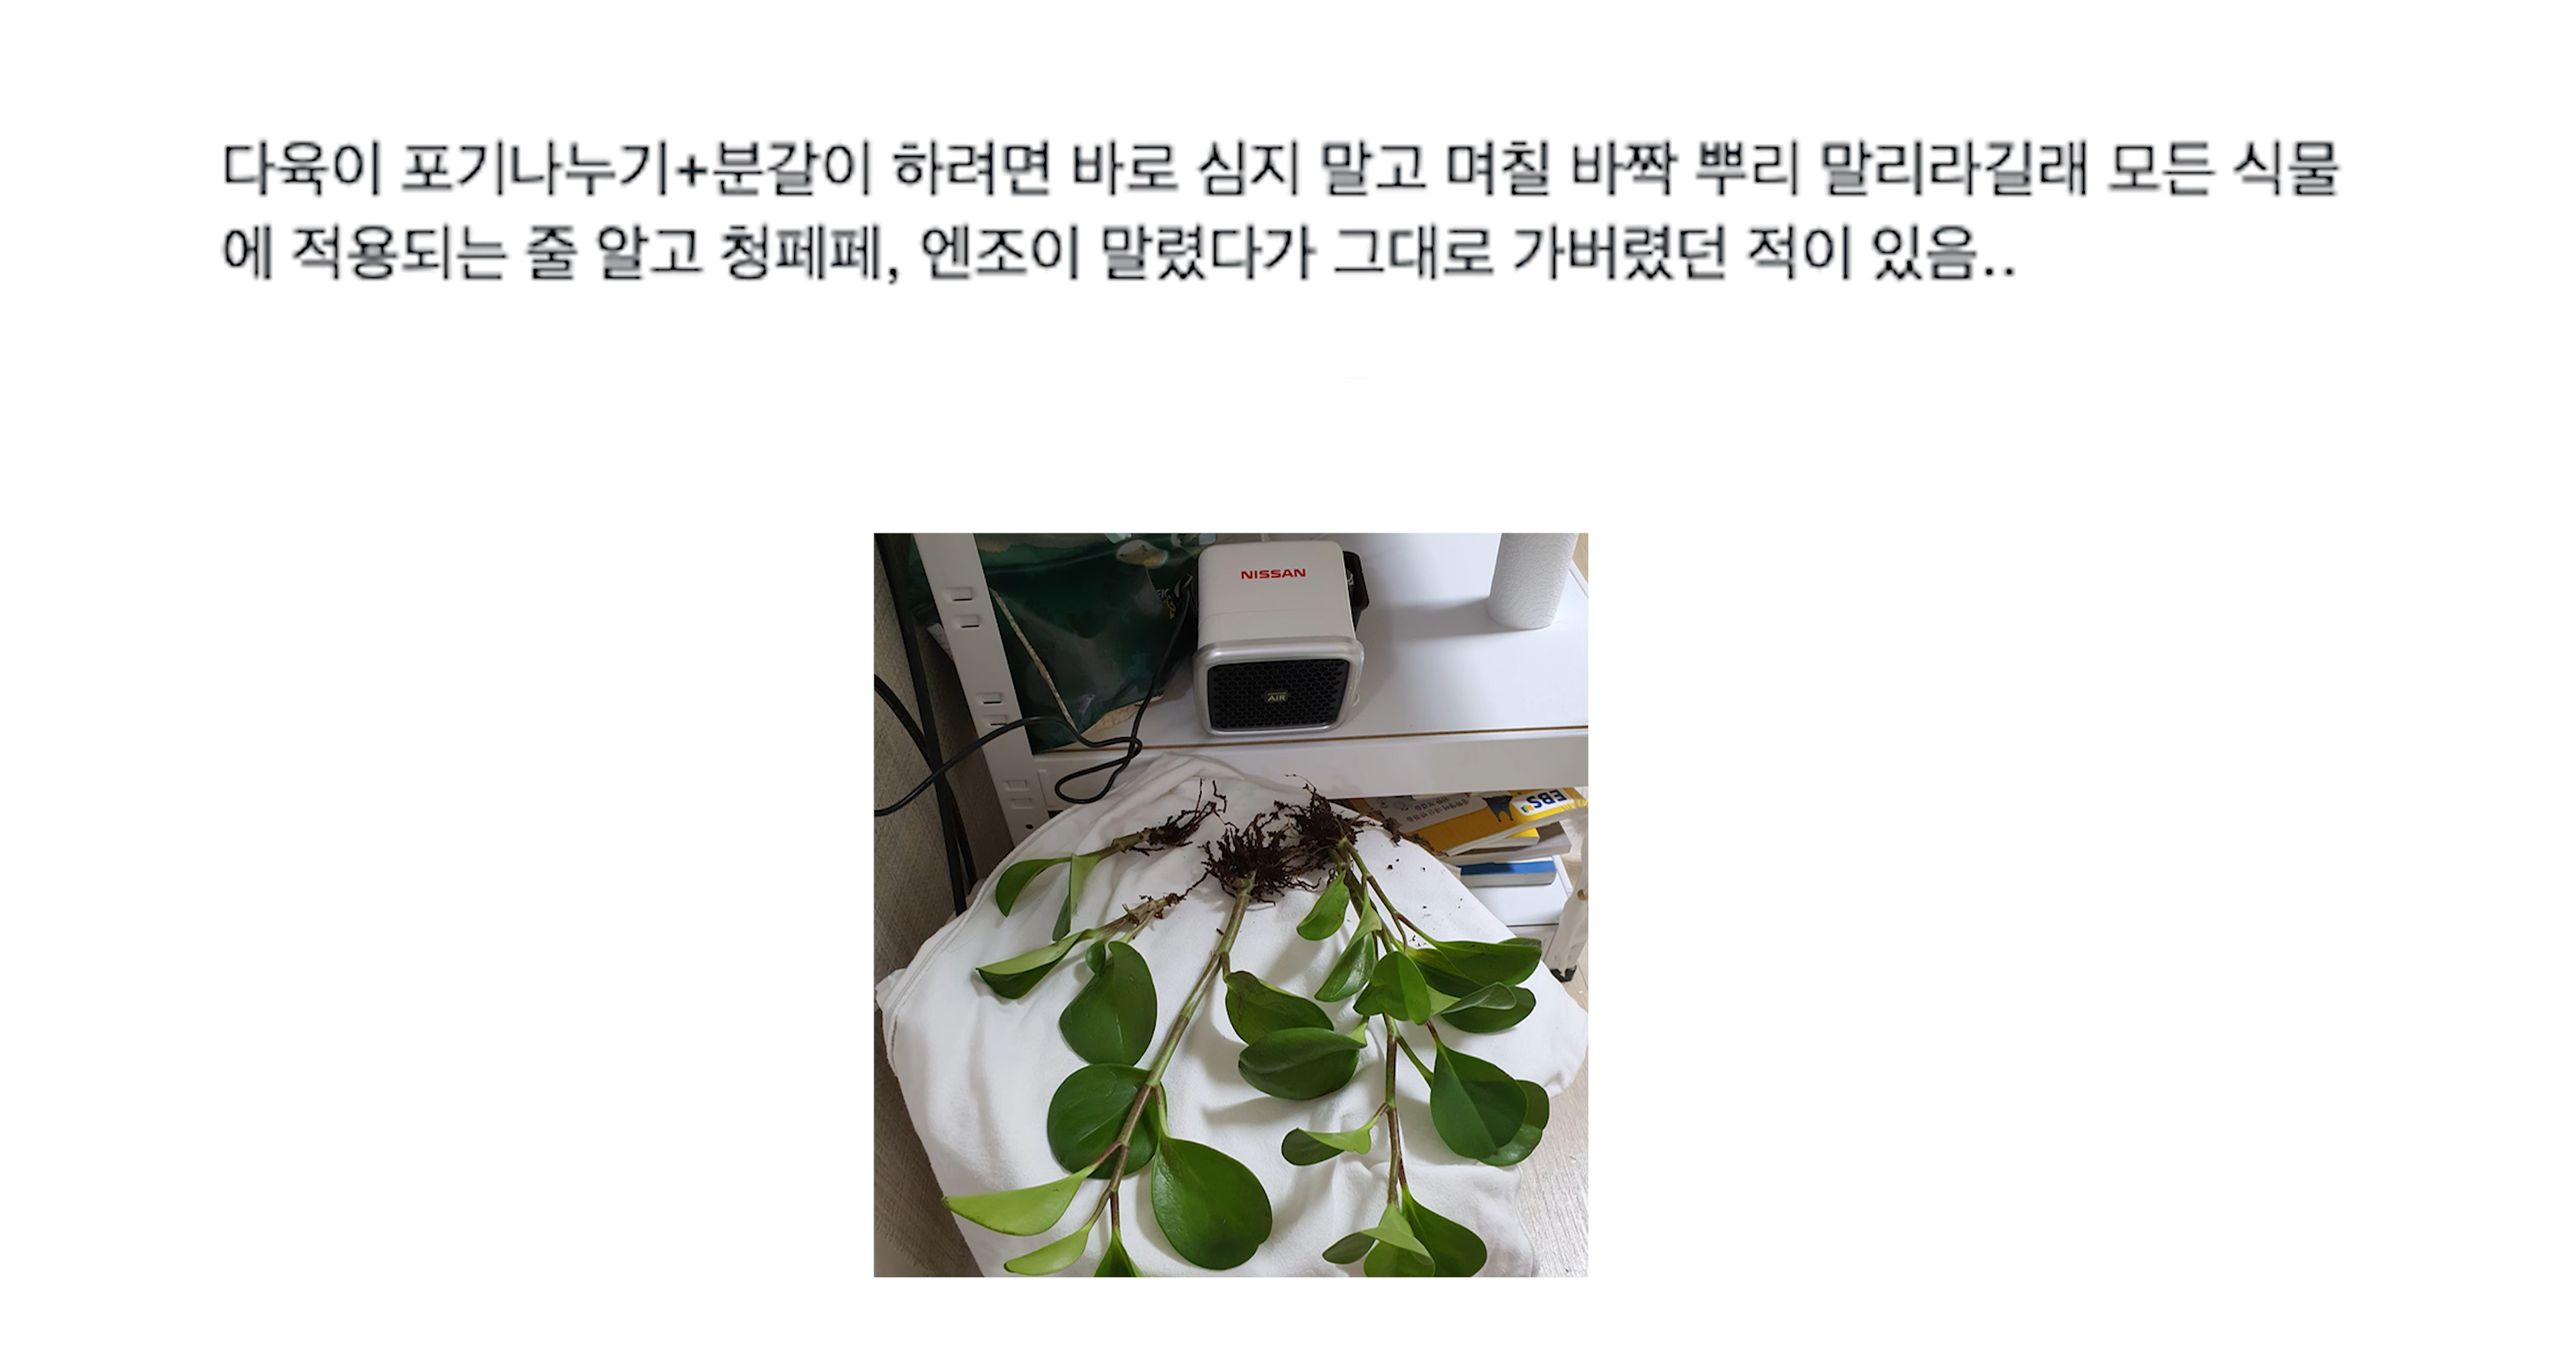 다육이 포기나누기+분갈이 하려면 바로 심지 말고 며칠 바짝 뿌리 말리라길래 모든 식물
에 적용되는 줄 알고 청페페, 엔조이 말렸다가 그대로 가버렸던 적이 있음..
NISSAN
AIR
EBS